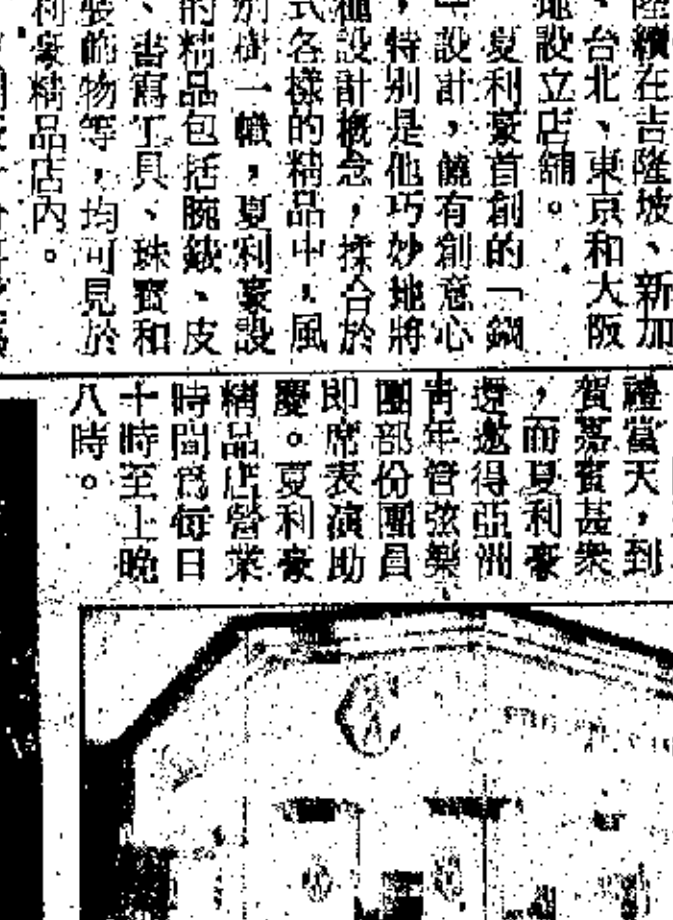 陸續在吉隆坡、新加
、台北、東京和大阪
地設立店舖。
夏利豪首創的「鋼
設計，饒有創意心
，特別是他巧妙地將
種設計概念，揉合於
式各樣的精品中，風
別樹一幟，夏利豪設
的精品包括腕錶、皮
、書寫工具、珠寶和
裝飾物等，均可見於
利豪精品店內。
禮當天，到
賀嘉賓甚衆
，而夏利豪
還邀得亞洲
青年管弦樂
團部份團員
即席表演助
慶。夏利豪
精品店營業
時間爲每日
十時至上晚
八時。